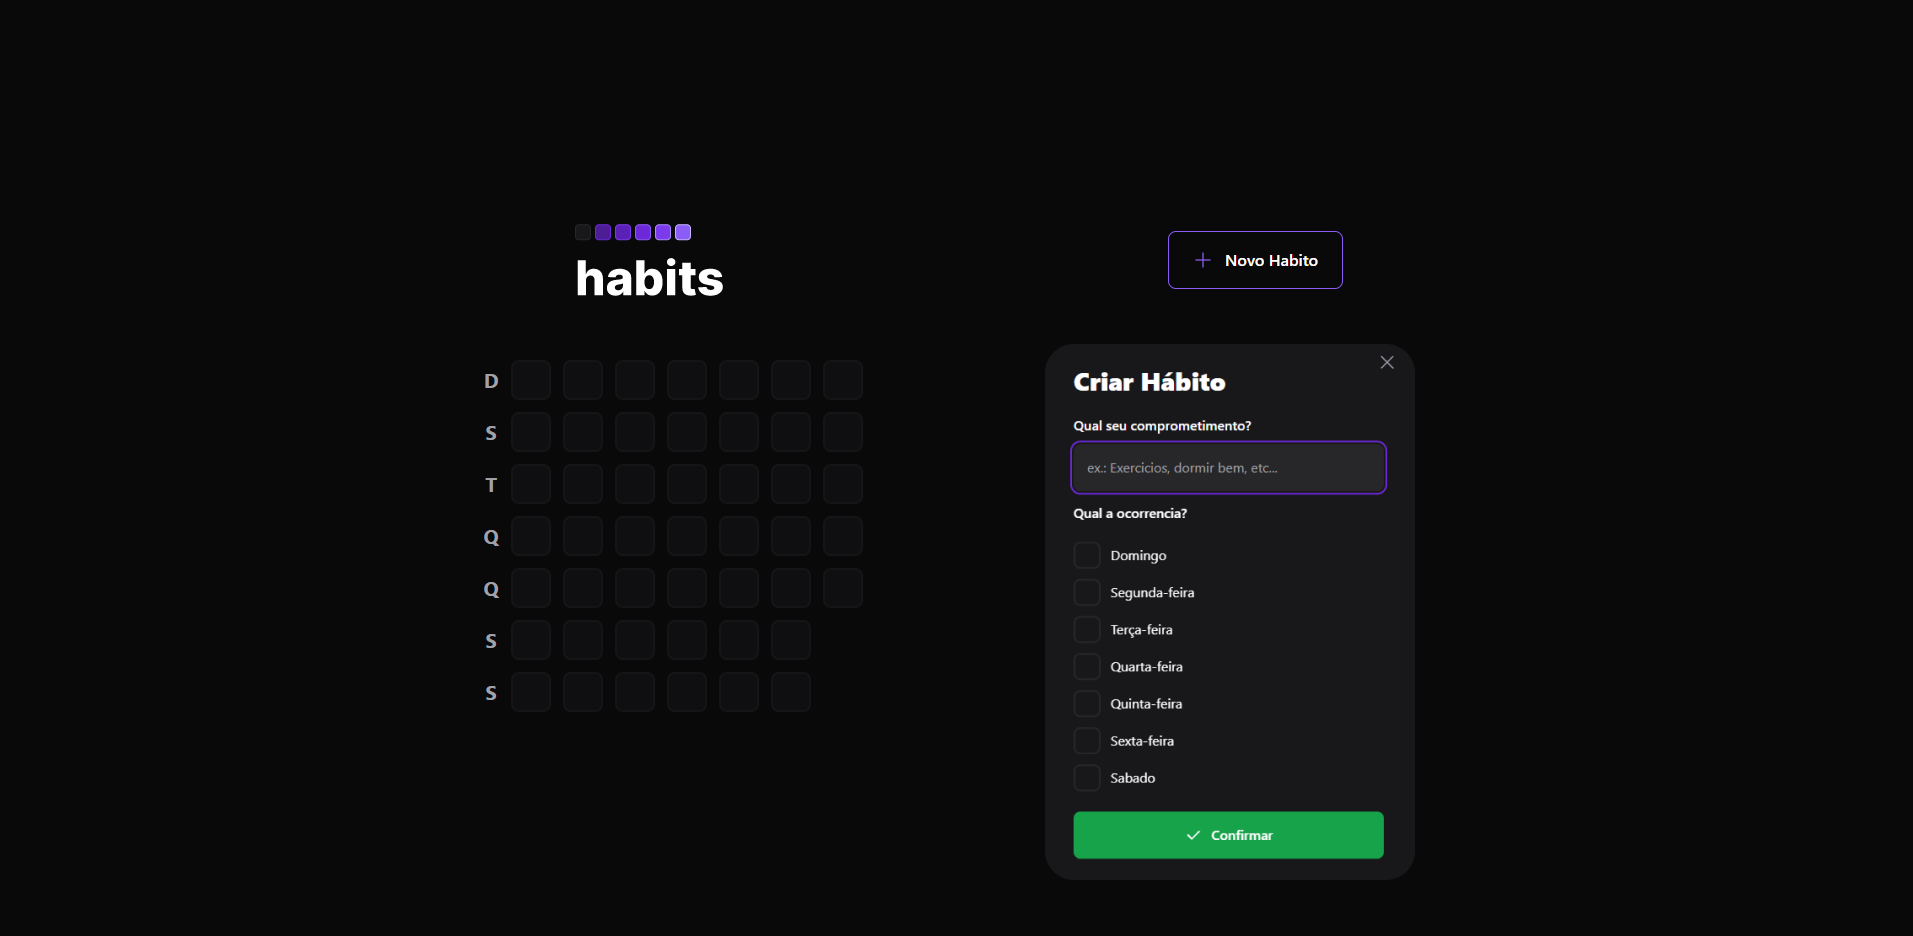 habits
Novo Habito
D
S
T
Q
Q
S
S
Criar Hábito
Qual seu comprometimento?
ex.: Exercicios, dormir bem, etc...
Qual a ocorrencia?
Domingo
Segunda-feira
Terça-feira
Quarta-feira
Quinta-feira
Sexta-feira
Sabado
Confirmar